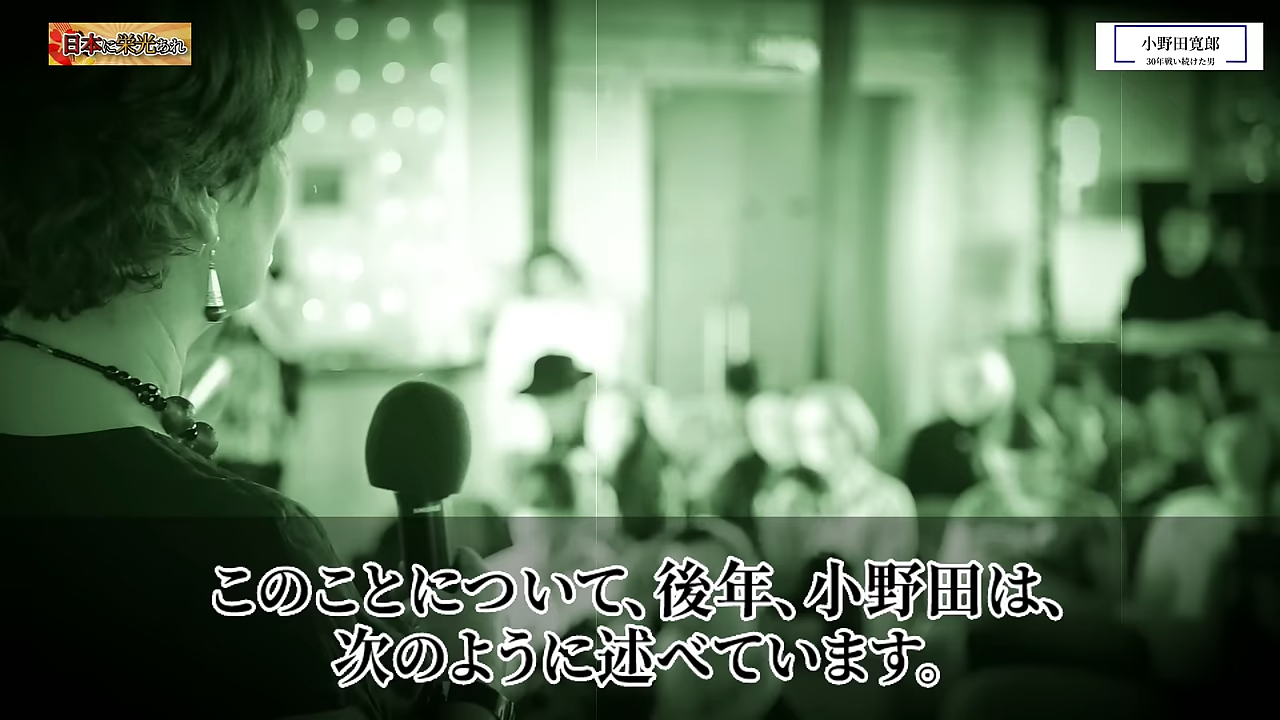 日本に栄光あれ
小野田寛郎
30年戦い続けた男
このことについて、後年、小野田は、
次のように述べています。